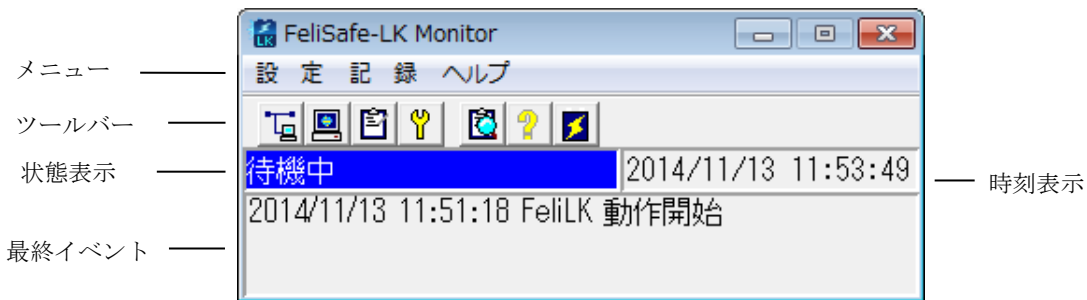 FeliSafe-LK Monitor
メニュー
設 定 記 録 ヘルプ
ツールバー
状態表示
待機中
2014/11/13 11:53:49
時刻表示
2014/11/13 11:51:18 FeliLK 動作開始
最終イベント